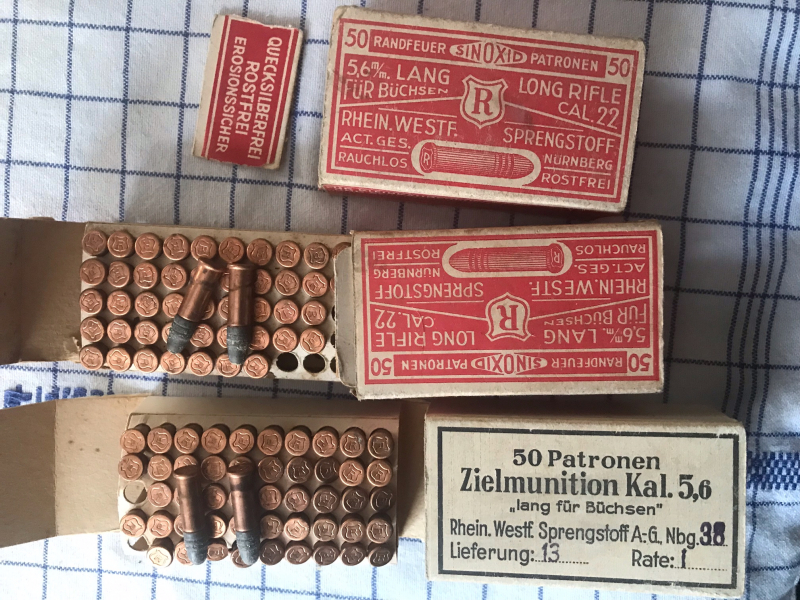 QUECKSILBERFREI
ROSTFREI
EROSIONSSICHER
50 RANDFEUER SINOXID PATRONEN 50
5,6 m/m. LANG
FÜR BÜCHSEN
R
LONG RIFLE
CAL. 22
RHEIN. WESTF. SPRENGSTOFF
ACT. GES. NÜRNBERG
RAUCHLOS R ROSTFREI
50 RANDFEUER SINOXID PATRONEN 50
5,6 m/m. LANG
FÜR BÜCHSEN
R
LONG RIFLE
CAL. 22
RHEIN. WESTF. SPRENGSTOFF
ACT. GES. NÜRNBERG
RAUCHLOS R ROSTFREI
50 Patronen
Zielmunition Kal. 5,6
„lang für Büchsen"
Rhein. Westf. Sprengstoff A-G., Nbg. 38
Lieferung: 13 Rate: 1